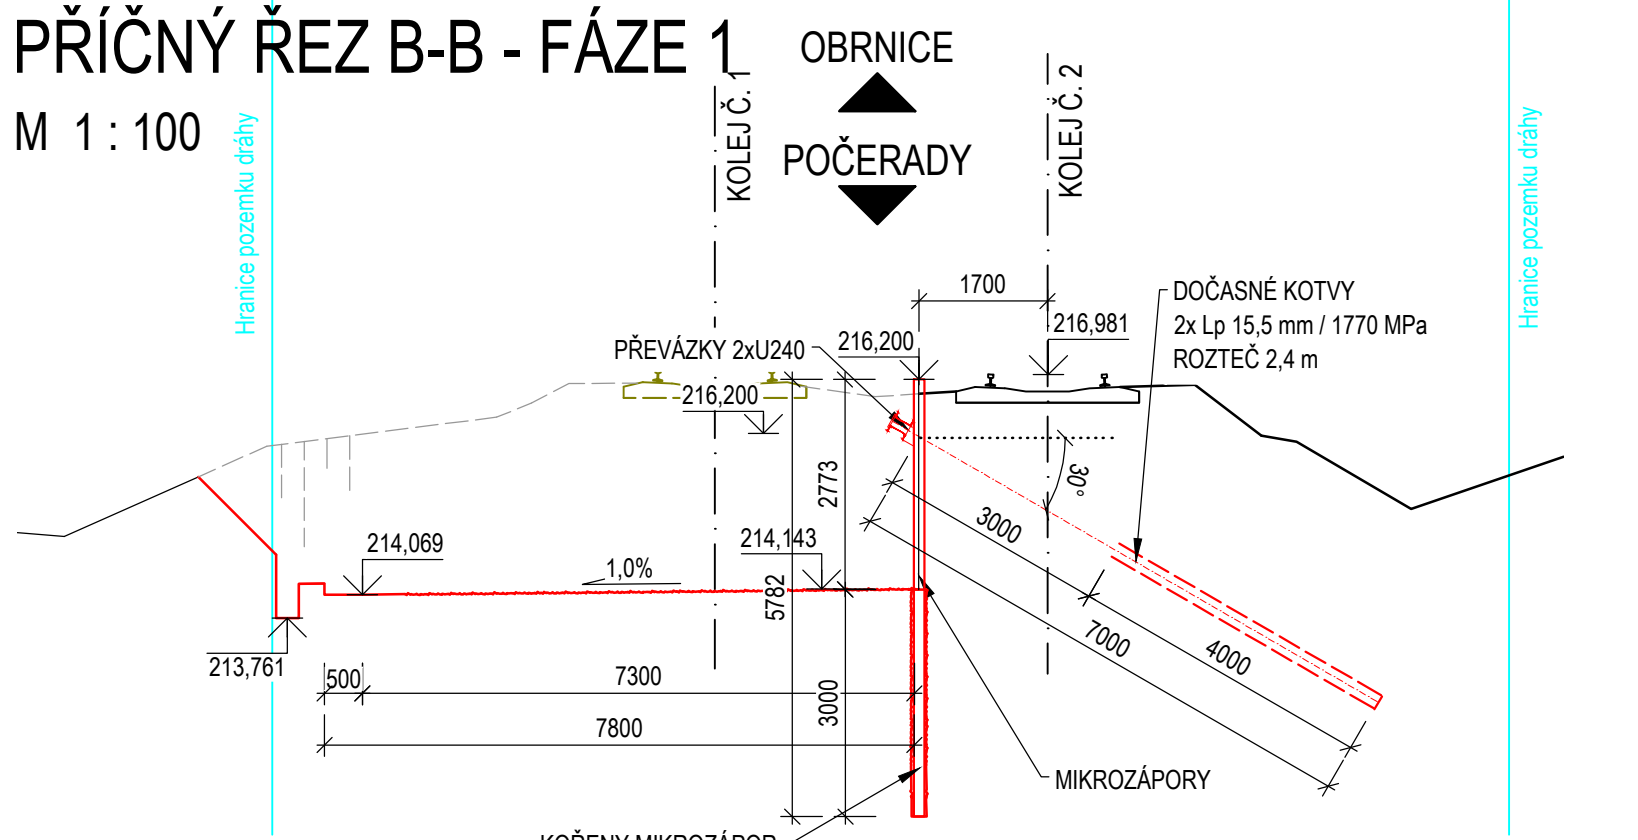 PŘÍČNÝ ŘEZ B-B - FÁZE 1
M 1 : 100
Hranice pozemku dráhy
KOLEJ Č. 1
OBRNICE
POČERADY
KOLEJ Č. 2
Hranice pozemku dráhy
1700
DOČASNÉ KOTVY
2x Lp 15,5 mm / 1770 MPa
ROZTEČ 2,4 m
216,981
PŘEVÁZKY 2xU240
216,200
216,200
30°
2773
3000
214,069
1,0%
214,143
5782
7000
4000
213,761
500
7300
3000
7800
MIKROZÁPORY
KOŘENY MIKROZÁPOR